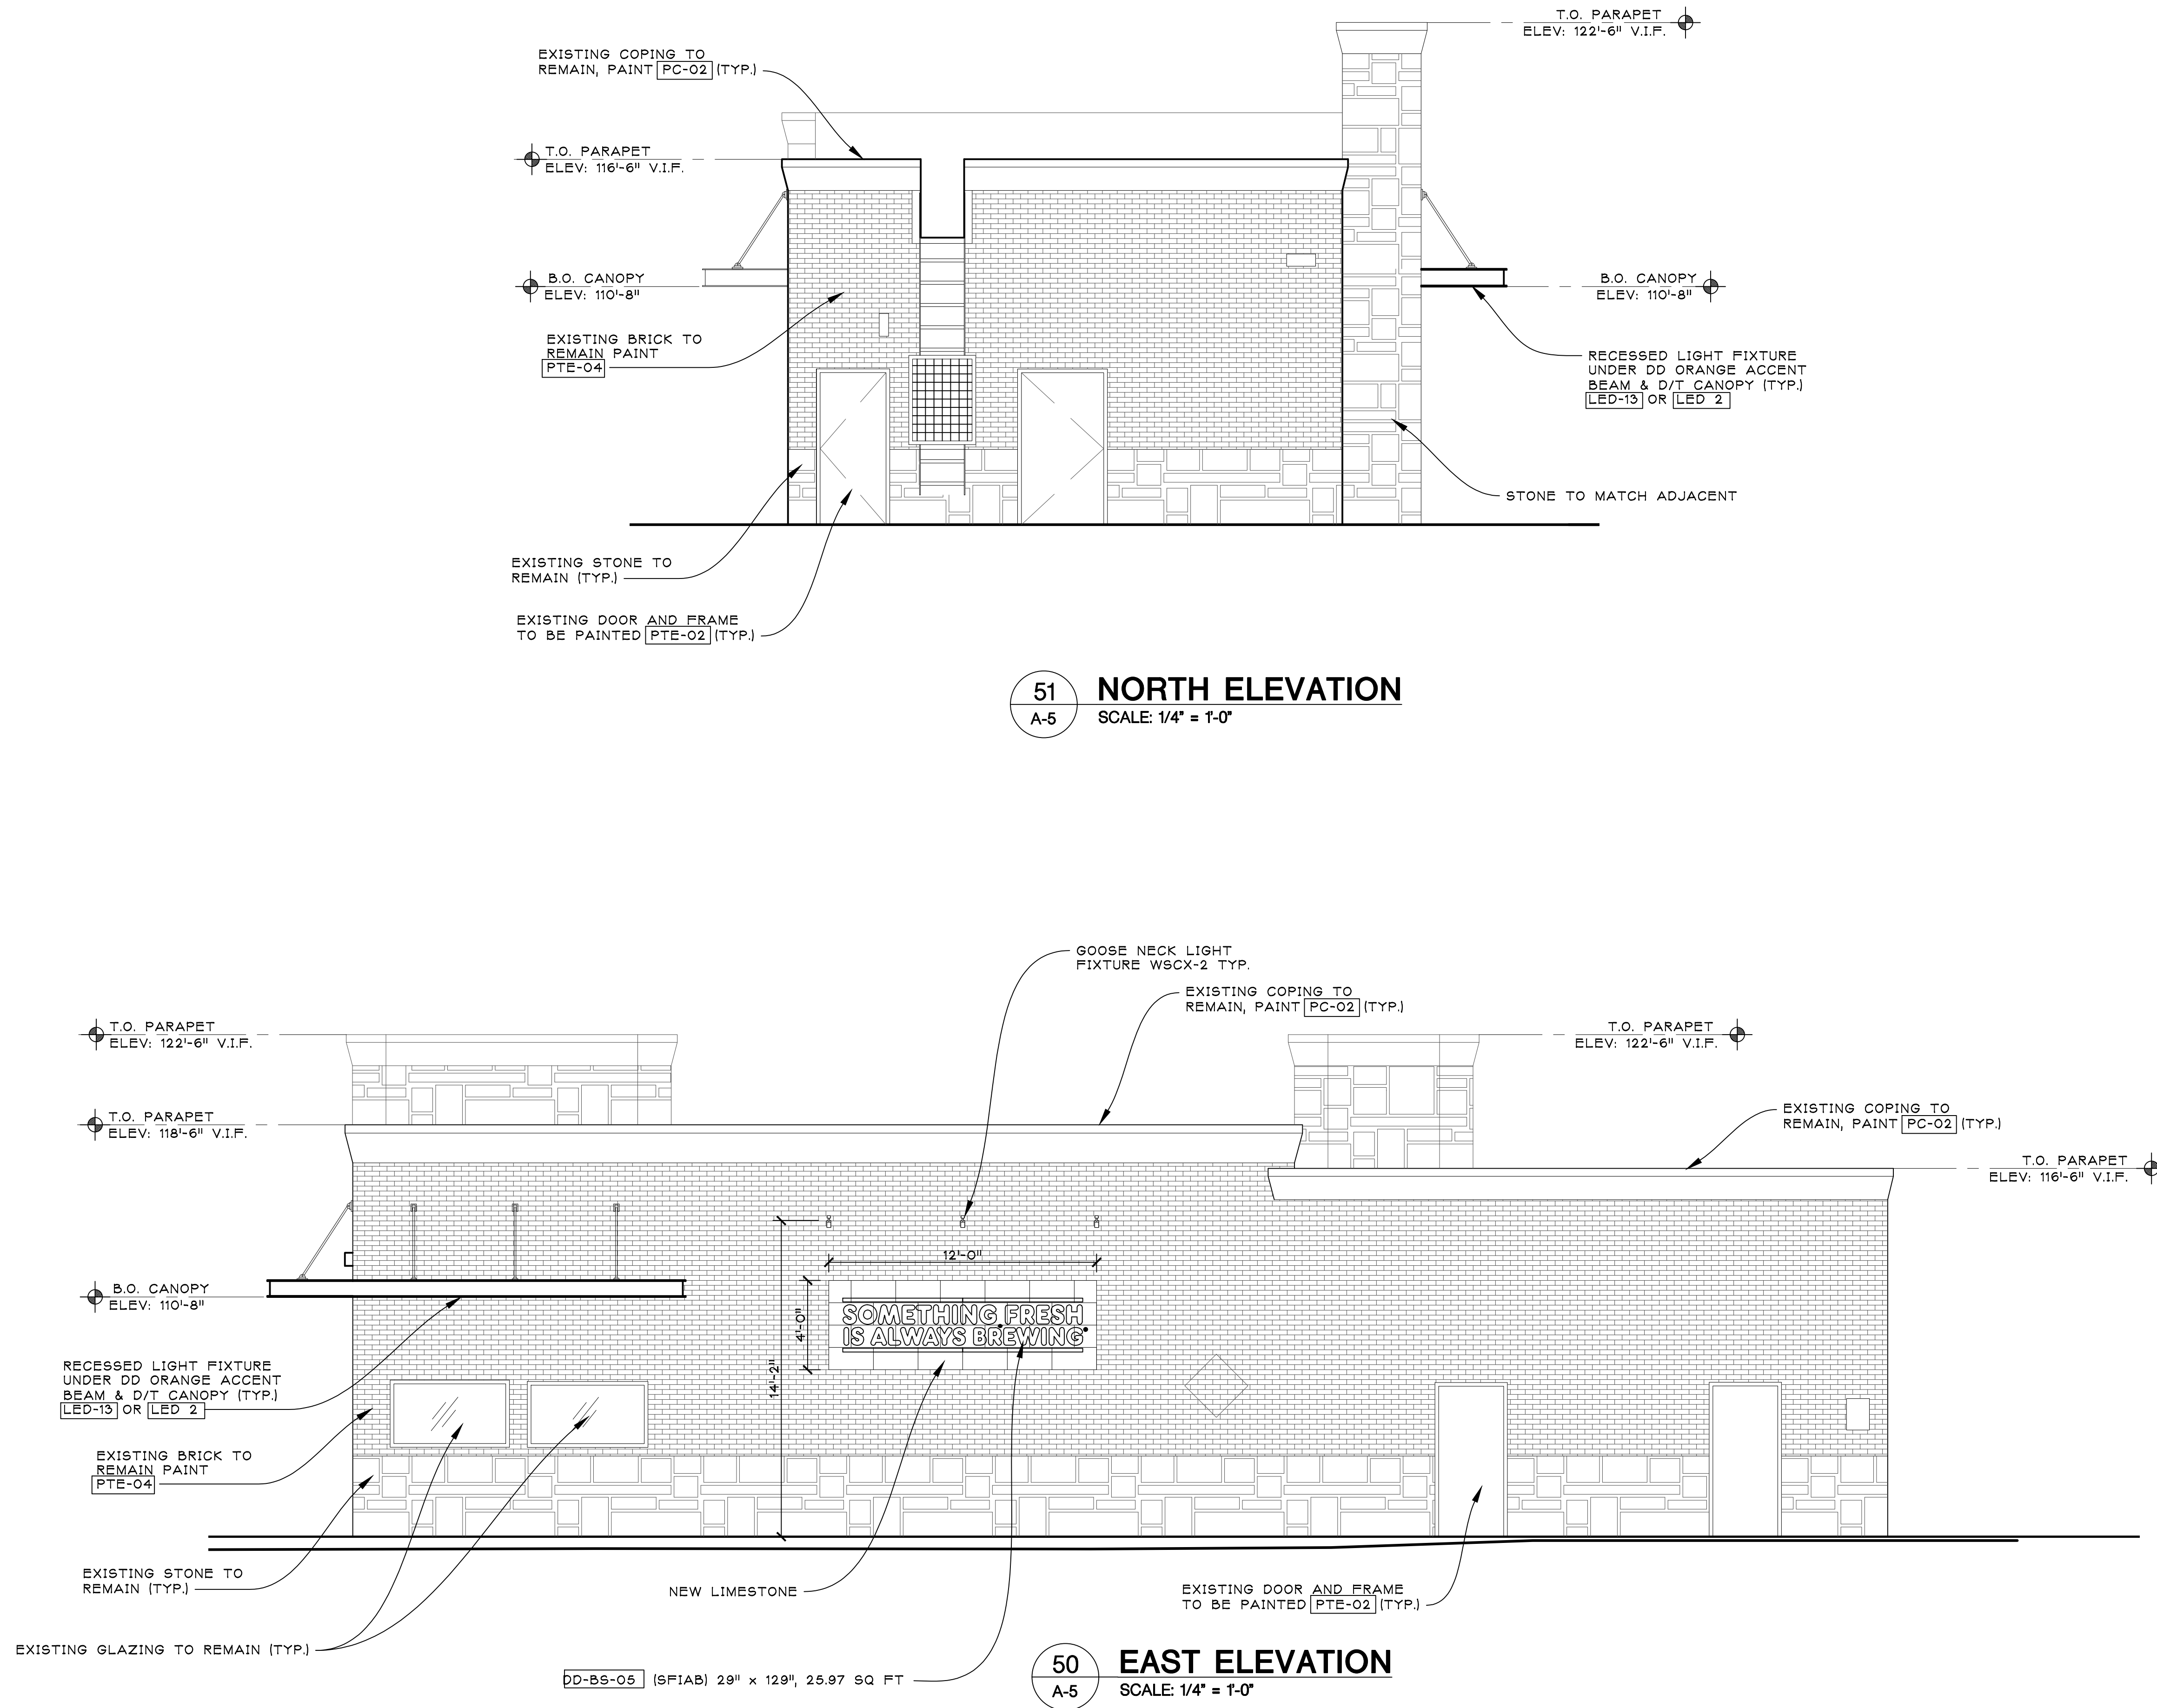 T.O. PARAPET
ELEV: 122'-6" V.I.F.
EXISTING COPING TO
REMAIN, PAINT PC-02 (TYP.)
T.O. PARAPET
ELEV: 116'-6" V.I.F.
B.O. CANOPY
ELEV: 110'-8"
B.O. CANOPY
ELEV: 110'-8"
EXISTING BRICK TO
REMAIN PAINT
PTE-04
RECESSED LIGHT FIXTURE
UNDER DD ORANGE ACCENT
BEAM & D/T CANOPY (TYP.)
LED-13 OR LED 2
STONE TO MATCH ADJACENT
EXISTING STONE TO
REMAIN (TYP.)
EXISTING DOOR AND FRAME
TO BE PAINTED PTE-02 (TYP.)
51
A-5
NORTH ELEVATION
SCALE: 1/4" = 1'-0"
GOOSE NECK LIGHT
FIXTURE WSCX-2 TYP.
EXISTING COPING TO
REMAIN, PAINT PC-02 (TYP.)
T.O. PARAPET
ELEV: 122'-6" V.I.F.
T.O. PARAPET
ELEV: 122'-6" V.I.F.
T.O. PARAPET
ELEV: 118'-6" V.I.F.
EXISTING COPING TO
REMAIN, PAINT PC-02 (TYP.)
T.O. PARAPET
ELEV: 116'-6" V.I.F.
12'-0"
B.O. CANOPY
ELEV: 110'-8"
4'-0"
14'-2"
SOMETHING FRESH
IS ALWAYS BREWING
RECESSED LIGHT FIXTURE
UNDER DD ORANGE ACCENT
BEAM & D/T CANOPY (TYP.)
LED-13 OR LED 2
EXISTING BRICK TO
REMAIN PAINT
PTE-04
EXISTING STONE TO
REMAIN (TYP.)
NEW LIMESTONE
EXISTING DOOR AND FRAME
TO BE PAINTED PTE-02 (TYP.)
EXISTING GLAZING TO REMAIN (TYP.)
DD-BS-05 (SFIAB) 29" x 129", 25.97 SQ FT
50
A-5
EAST ELEVATION
SCALE: 1/4" = 1'-0"